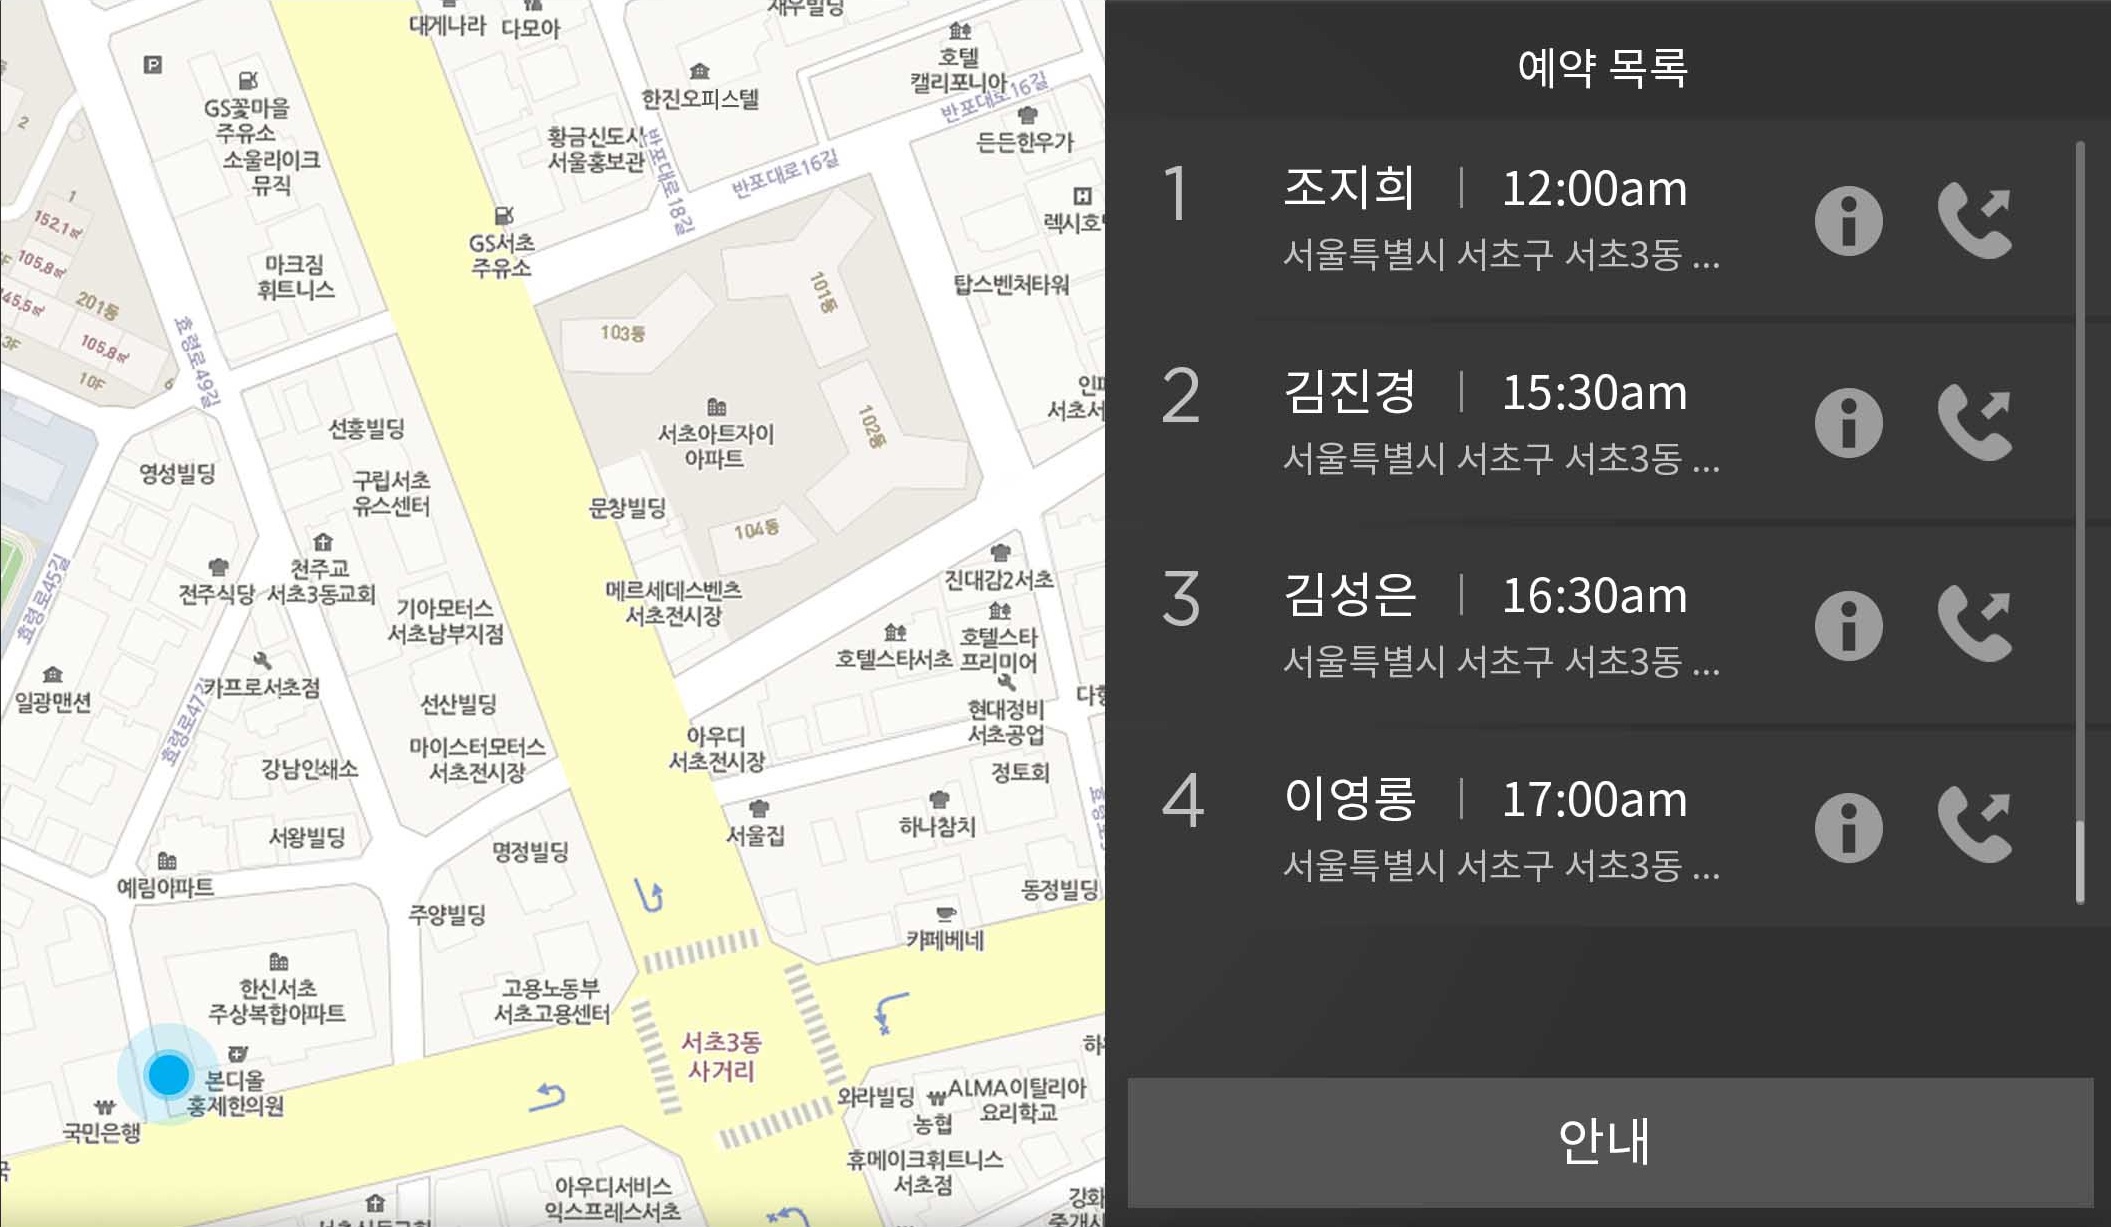 대게나라
다모아
재우빌딩
호텔
캘리포니아
GS꽃마을
주유소
소울리이크
뮤직
한진오피스텔
반포대로16길
든든한우가
황금신도시
서울홍보관
반포대로18길
반포대로16길
렉시호
2
1
152,1㎡
105,8㎡
201동
105,8㎡
10F
6
마크짐
휘트니스
GS서초
주유소
탑스벤처타워
효령로49길
103동
101동
102동
104동
서초아트자이
아파트
선흥빌딩
영성빌딩
구립서초
유스센터
문창빌딩
천주교
서초3동교회
전주식당
효령로45길
기아모터스
서초남부지점
메르세데스벤츠
서초전시장
진대감2서초
호텔스타서초
호텔스타
프리미어
일광맨션
카프로서초점
효령로47길
선산빌딩
현대정비
서초공업
아우디
서초전시장
마이스터모터스
서초전시장
강남인쇄소
정토회
서울집
하나참치
서왕빌딩
명정빌딩
예림아파트
주양빌딩
동정빌딩
카페베네
한신서초
주상복합아파트
고용노동부
서초고용센터
서초3동
사거리
본디올
홍제한의원
국민은행
와라빌딩
농협
ALMA이탈리아
요리학교
휴메이크휘트니스
서초점
아우디서비스
익스프레스서초
예약 목록
1 조지희 | 12:00am
서울특별시 서초구 서초3동 ...
2 김진경 | 15:30am
서울특별시 서초구 서초3동 ...
3 김성은 | 16:30am
서울특별시 서초구 서초3동 ...
4 이영롱 | 17:00am
서울특별시 서초구 서초3동 ...
안내